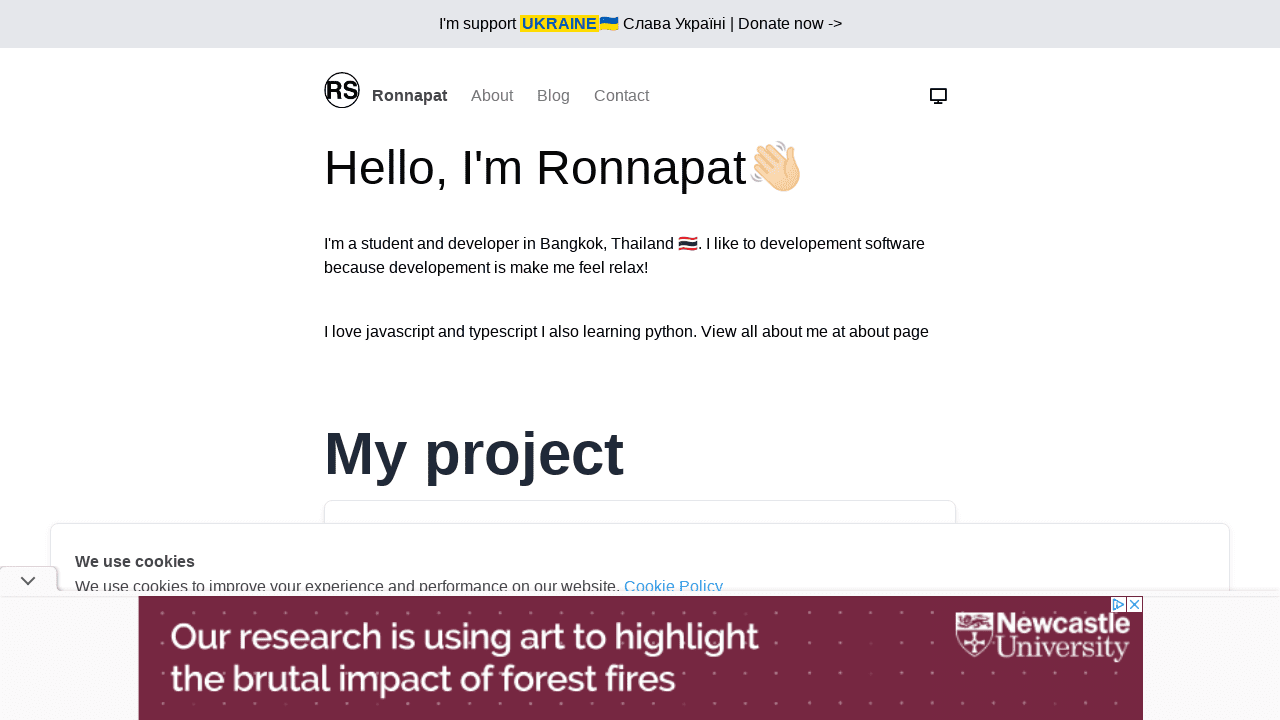 I'm support UKRAINE🇺🇦 Слава Україні | Donate now ->
RS Ronnapat About Blog Contact
Hello, I'm Ronnapat👋🏻
I'm a student and developer in Bangkok, Thailand 🇹🇭. I like to developement software
because developement is make me feel relax!
I love javascript and typescript I also learning python. View all about me at about page
My project
We use cookies
We use cookies to improve your experience and performance on our website. Cookie Policy
Our research is using art to highlight
the brutal impact of forest fires
Newcastle
University